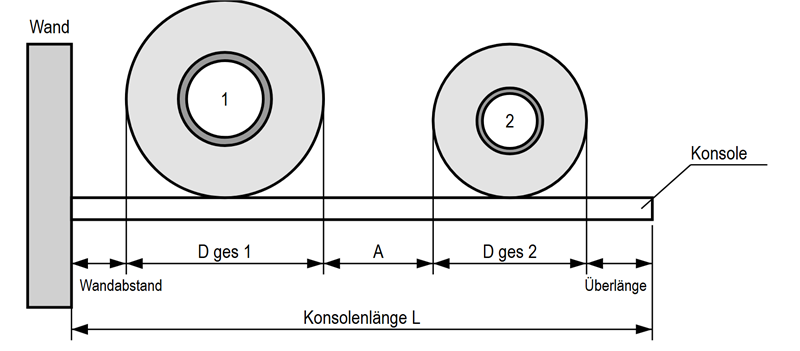 Wand
1
2
Konsole
D ges 1
A
D ges 2
Wandabstand
Überlänge
Konsolenlänge L